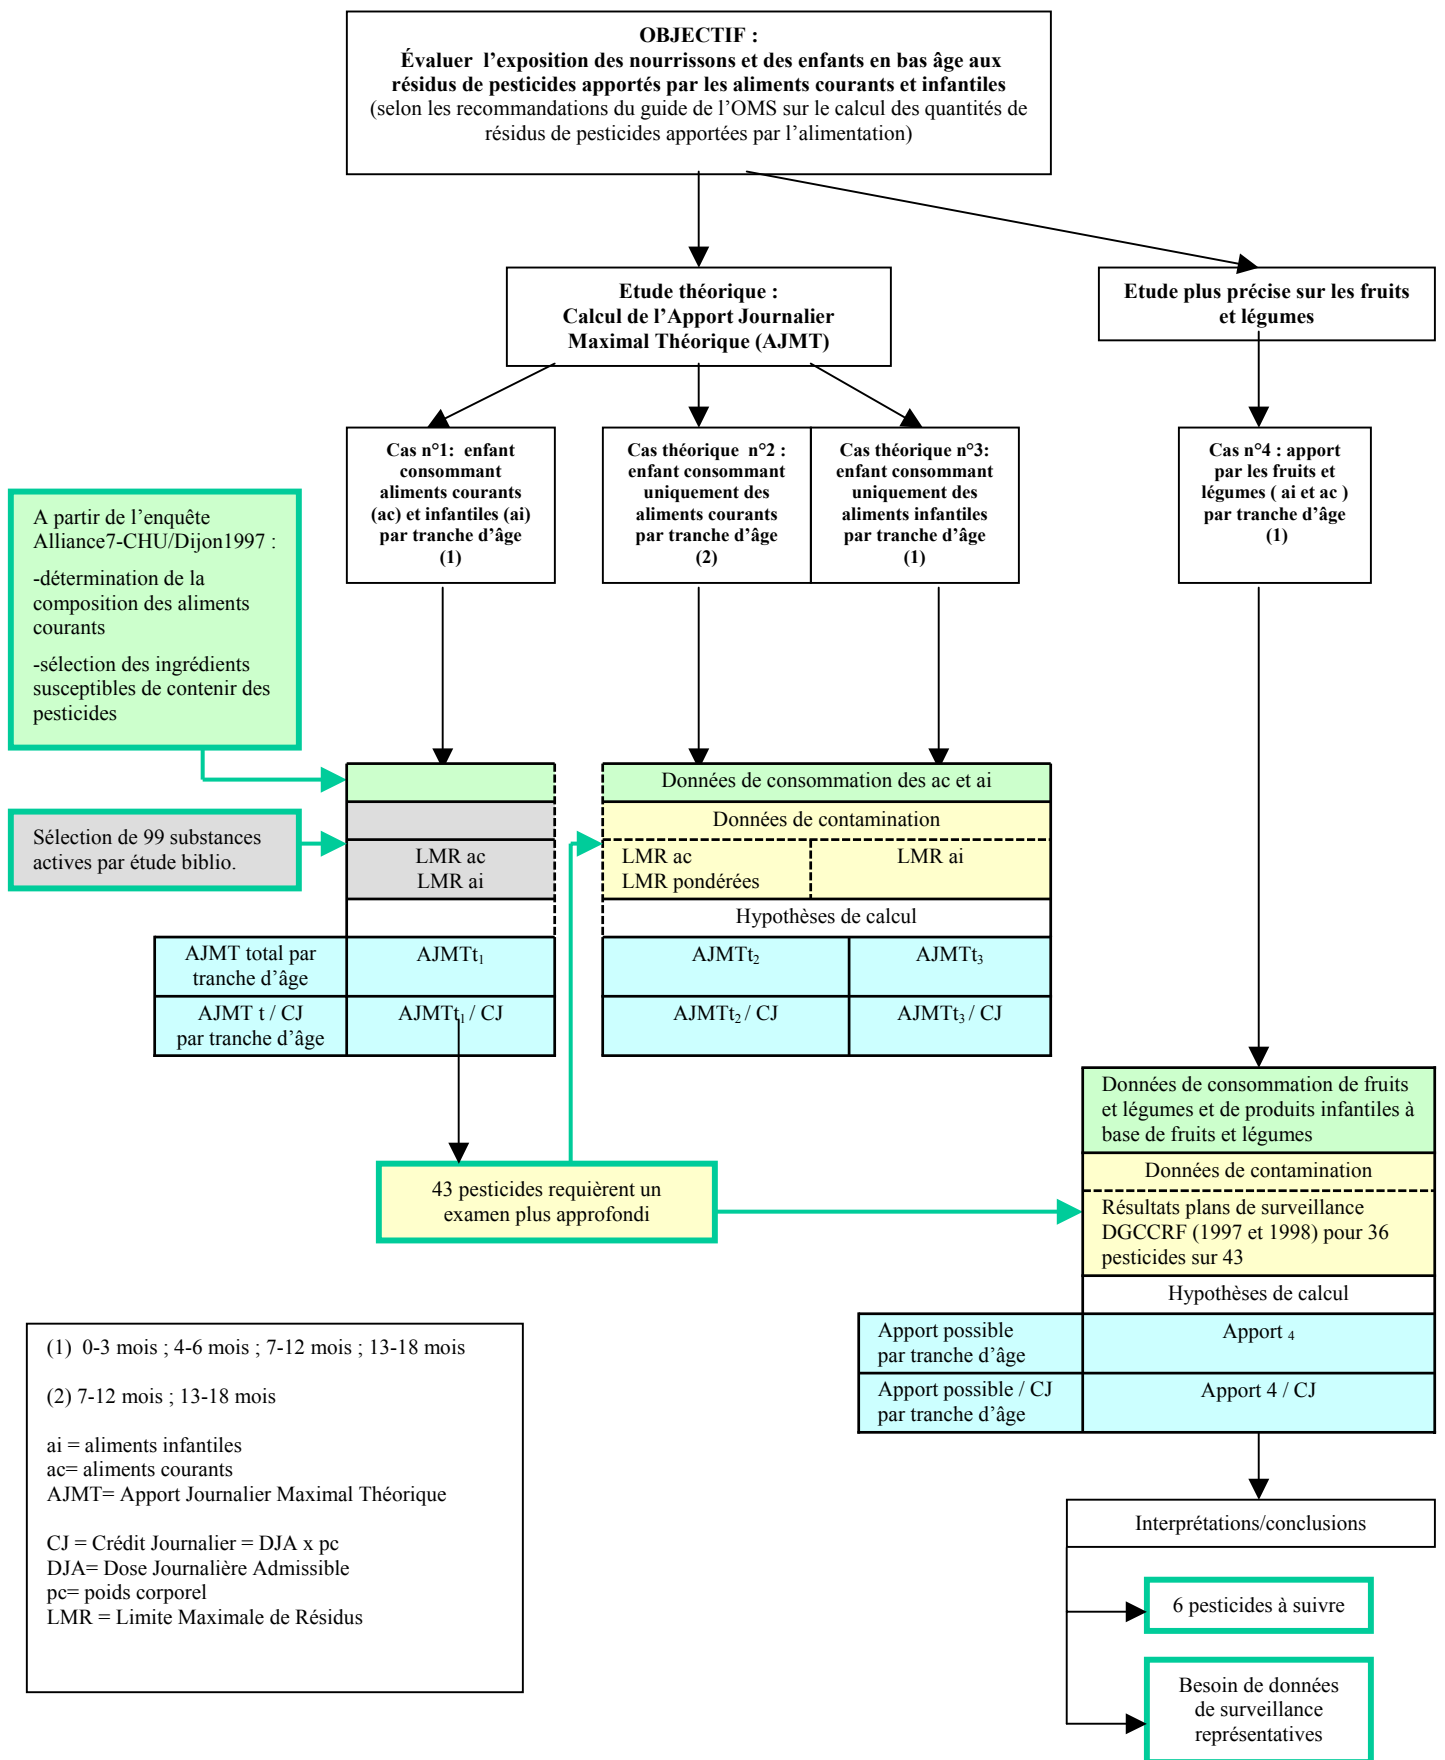 OBJECTIF :
Évaluer l’exposition des nourrissons et des enfants en bas âge aux
résidus de pesticides apportés par les aliments courants et infantiles
(selon les recommandations du guide de l’OMS sur le calcul des quantités de
résidus de pesticides apportées par l’alimentation)
Etude théorique :
Calcul de l’Apport Journalier
Maximal Théorique (AJMT)
Etude plus précise sur les fruits
et légumes
Cas n°1: enfant
consommant
aliments courants
(ac) et infantiles (ai)
par tranche d’âge
(1)
Cas théorique n°2 :
enfant consommant
uniquement des
aliments courants
par tranche d’âge
(2)
Cas théorique n°3:
enfant consommant
uniquement des
aliments infantiles
par tranche d’âge
(1)
Cas n°4 : apport
par les fruits et
légumes ( ai et ac )
par tranche d’âge
(1)
A partir de l’enquête
Alliance7-CHU/Dijon1997 :
-détermination de la
composition des aliments
courants
-sélection des ingrédients
susceptibles de contenir des
pesticides
Sélection de 99 substances
actives par étude biblio.
LMR ac
LMR ai
Données de consommation des ac et ai
Données de contamination
LMR ac
LMR pondérées
LMR ai
Hypothèses de calcul
AJMT total par
tranche d’âge
AJMTt1
AJMTt2
AJMTt3
AJMT t / CJ
par tranche d’âge
AJMTt1 / CJ
AJMTt2 / CJ
AJMTt3 / CJ
43 pesticides requièrent un
examen plus approfondi
Données de consommation de fruits
et légumes et de produits infantiles à
base de fruits et légumes
Données de contamination
Résultats plans de surveillance
DGCCRF (1997 et 1998) pour 36
pesticides sur 43
Hypothèses de calcul
Apport possible
par tranche d’âge
Apport 4
Apport possible / CJ
par tranche d’âge
Apport 4 / CJ
(1) 0-3 mois ; 4-6 mois ; 7-12 mois ; 13-18 mois
(2) 7-12 mois ; 13-18 mois
ai = aliments infantiles
ac= aliments courants
AJMT= Apport Journalier Maximal Théorique
CJ = Crédit Journalier = DJA x pc
DJA= Dose Journalière Admissible
pc= poids corporel
LMR = Limite Maximale de Résidus
Interprétations/conclusions
6 pesticides à suivre
Besoin de données
de surveillance
représentatives